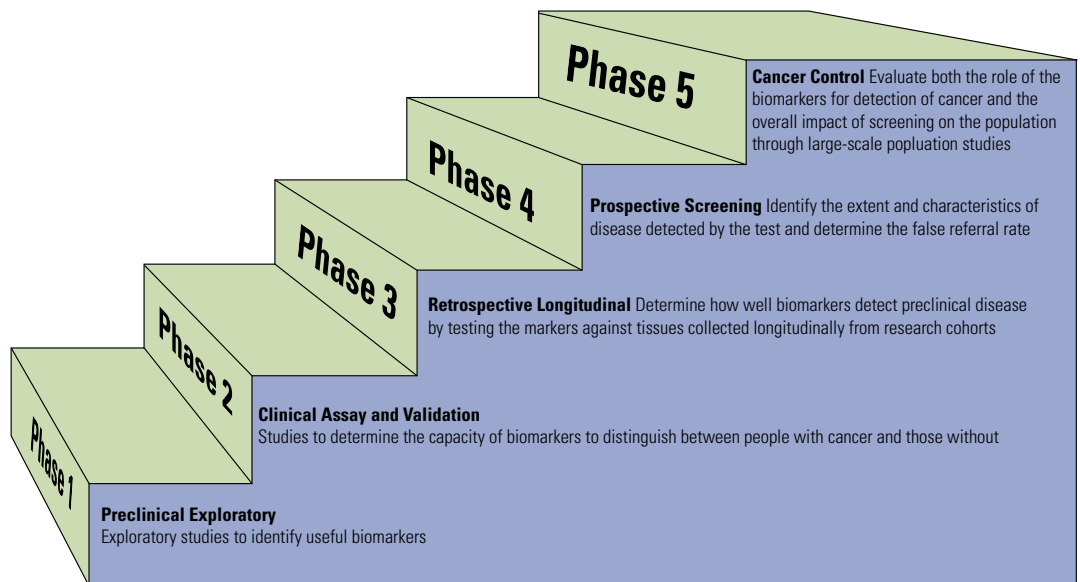 Phase 5
Cancer Control Evaluate both the role of the
biomarkers for detection of cancer and the
overall impact of screening on the population
through large-scale popluation studies
Phase 4
Prospective Screening Identify the extent and characteristics of
disease detected by the test and determine the false referral rate
Phase 3
Retrospective Longitudinal Determine how well biomarkers detect preclinical disease
by testing the markers against tissues collected longitudinally from research cohorts
Phase 2
Clinical Assay and Validation
Studies to determine the capacity of biomarkers to distinguish between people with cancer and those without
Phase 1
Preclinical Exploratory
Exploratory studies to identify useful biomarkers